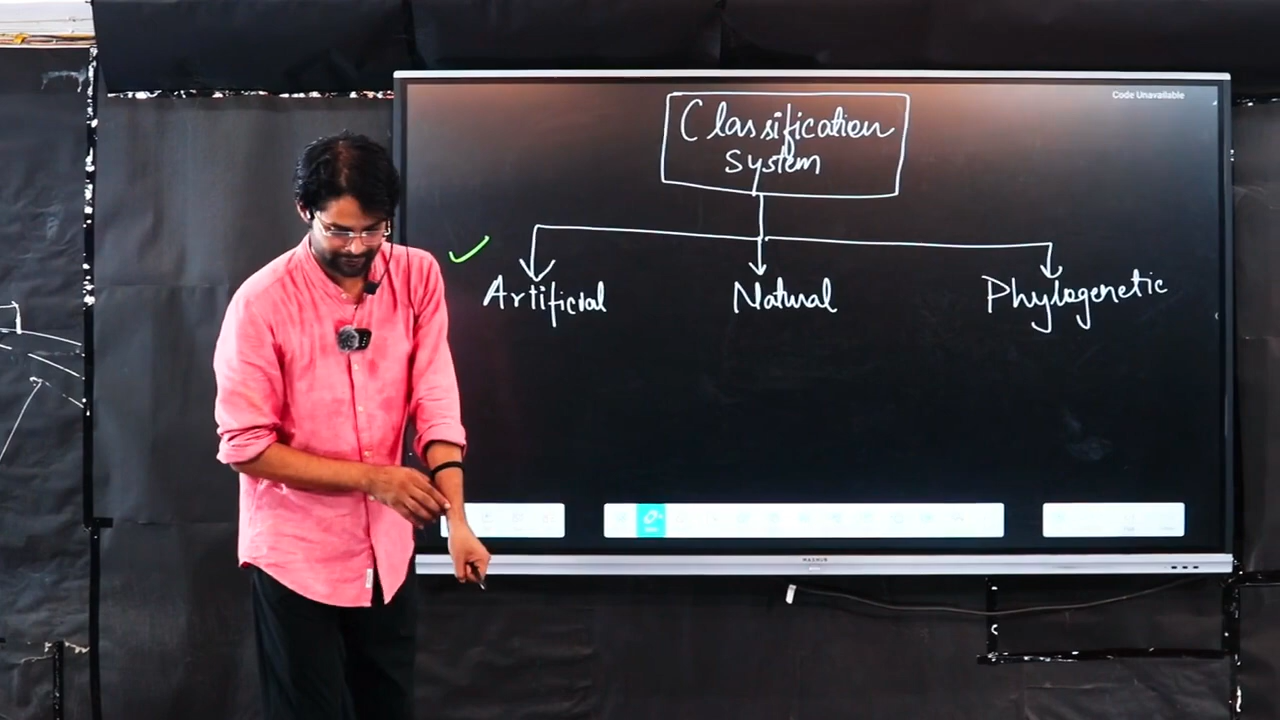 Code Unavailable
Classification
System
Artificial
Natural
Phylogenetic